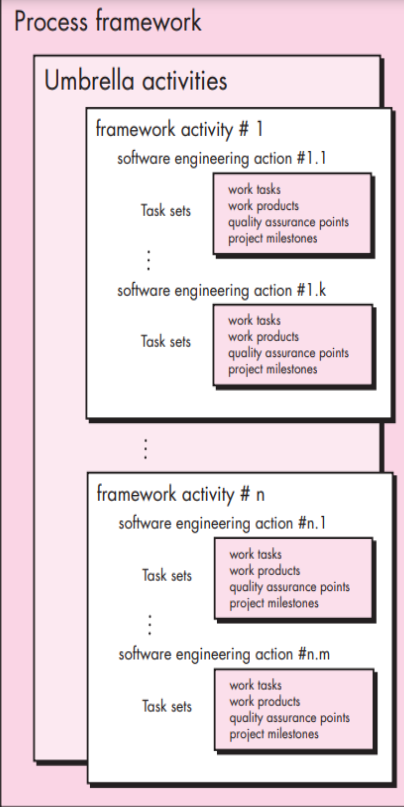 Process framework
Umbrella activities
framework activity # 1
software engineering action #1.1
Task sets
work tasks
work products
quality assurance points
project milestones
software engineering action #1.k
Task sets
work tasks
work products
quality assurance points
project milestones
framework activity # n
software engineering action #n.1
Task sets
work tasks
work products
quality assurance points
project milestones
software engineering action #n.m
Task sets
work tasks
work products
quality assurance points
project milestones